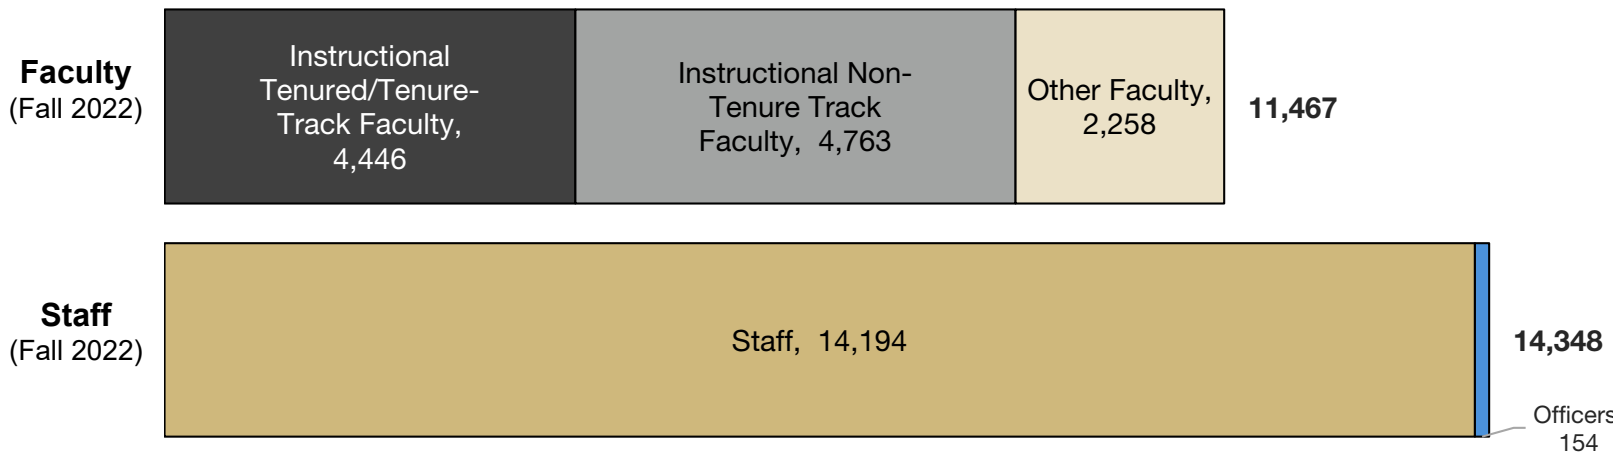 Faculty
(Fall 2022)
Instructional
Tenured/Tenure-
Track Faculty,
4,446
Instructional Non-
Tenure Track
Faculty, 4,763
Other Faculty,
2,258
11,467
Staff
(Fall 2022)
Staff, 14,194
14,348
Officers
154